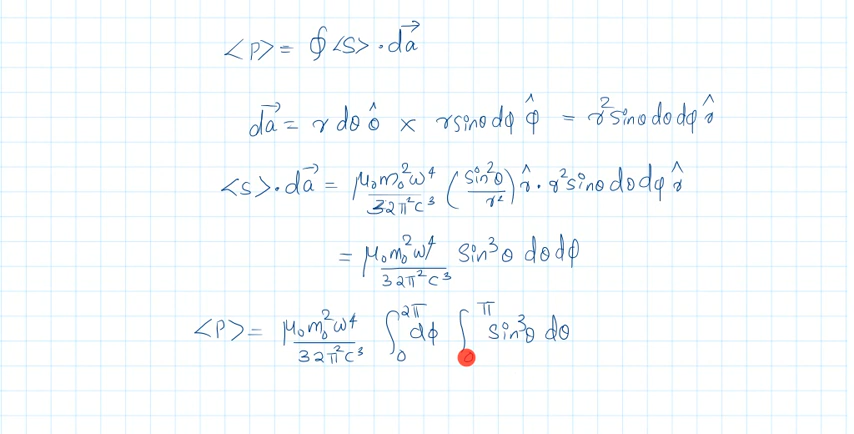 <P> = ∮<S>·da⃗
da⃗ = r dθ θ̂ × r sinθ dφ φ̂ = r² sinθ dθ dφ r̂
<S>·da⃗ = μ₀m₀²ω⁴/32π²c³ (sin²θ/r²) r̂ · r² sinθ dθ dφ r̂
= μ₀m₀²ω⁴/32π²c³ sin³θ dθ dφ
<P> = μ₀m₀²ω⁴/32π²c³ ∫₀^2π dφ ∫₀^π sin³θ dθ